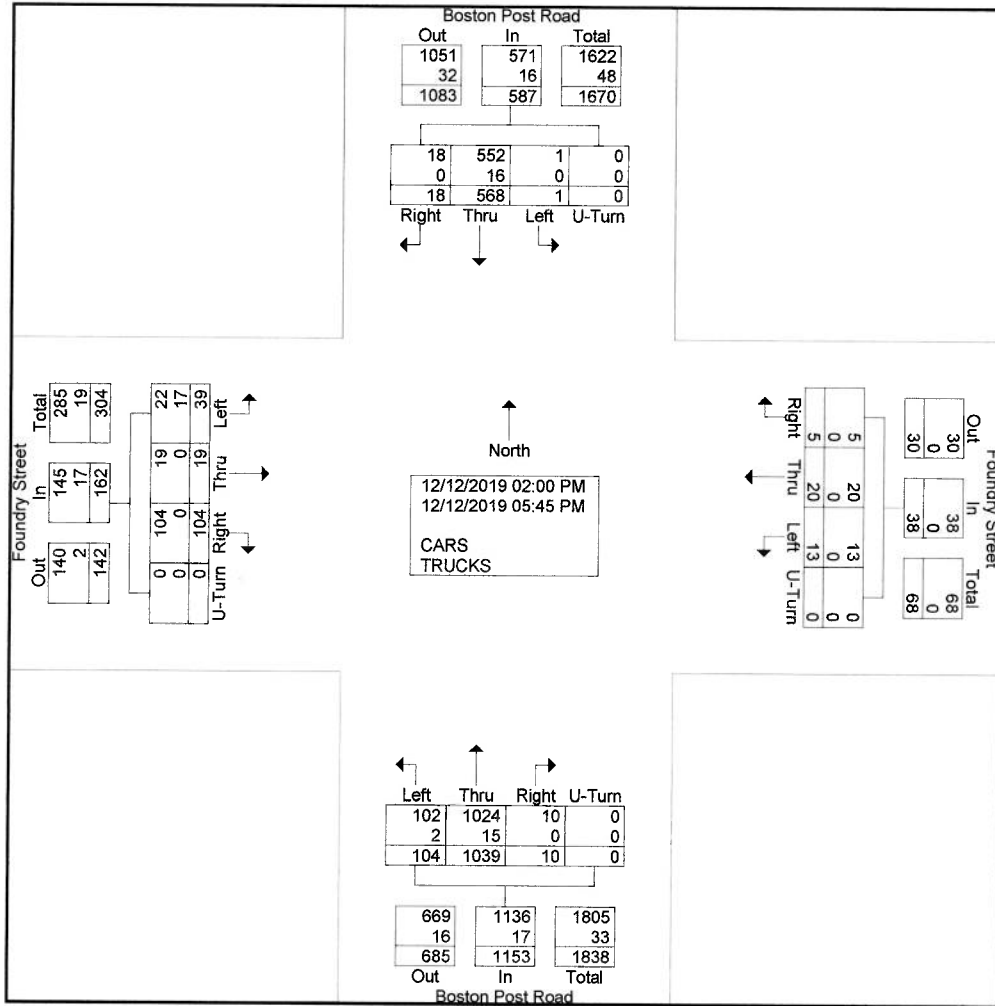 Boston Post Road
Out In Total
1051 571 1622
32 16 48
1083 587 1670
18 552 1 0
0 16 0 0
18 568 1 0
Right Thru Left U-Turn
Foundry Street
Total In Out
285 145 140
19 17 2
304 162 142
22 19 104 0
17 0 0 0
39 19 104 0
Left Thru Right U-Turn
North
12/12/2019 02:00 PM
12/12/2019 05:45 PM
CARS
TRUCKS
Foundry Street
Out In Total
30 38 68
0 0 0
30 38 68
5 20 13 0
0 0 0 0
5 20 13 0
Right Thru Left U-Turn
Left Thru Right U-Turn
102 1024 10 0
2 15 0 0
104 1039 10 0
669 1136 1805
16 17 33
685 1153 1838
Out In Total
Boston Post Road